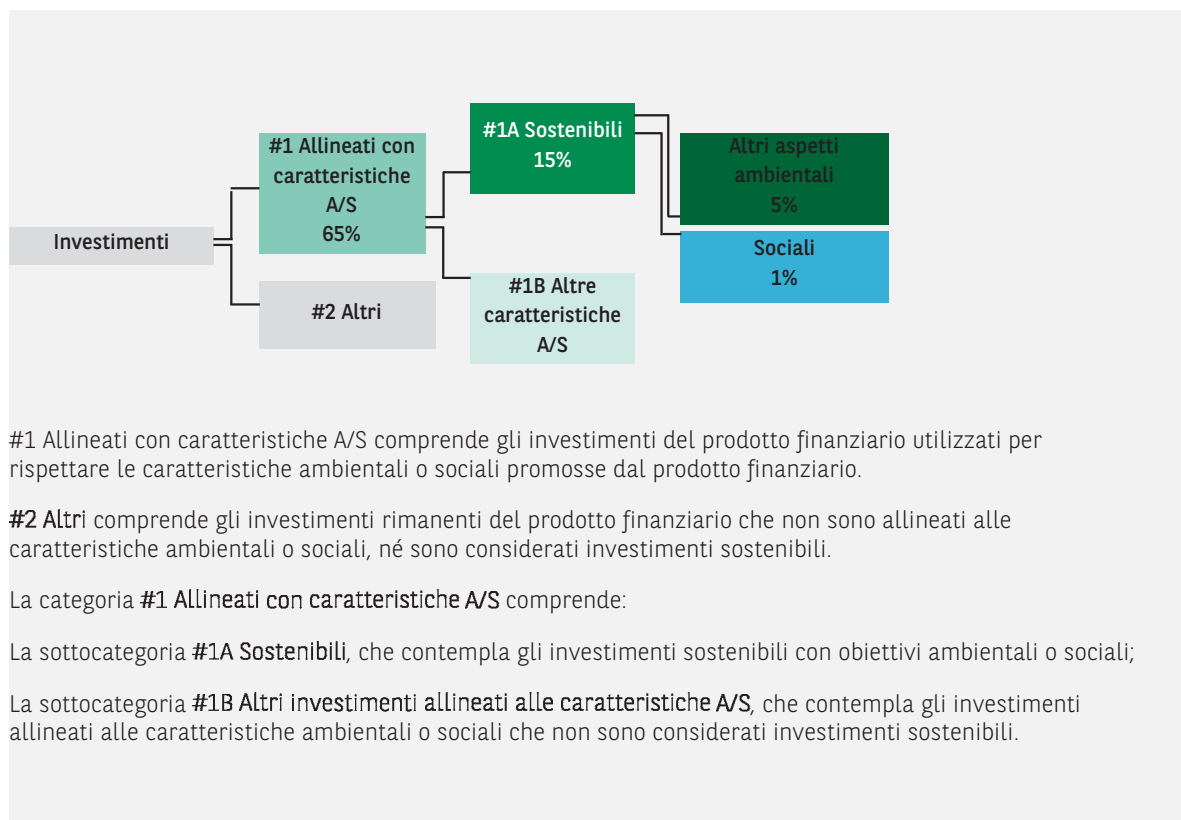 #1A Sostenibili
15%
#1 Allineati con
caratteristiche
A/S
65%
Altri aspetti
ambientali
5%
Investimenti
Sociali
1%
#2 Altri
#1B Altre
caratteristiche
A/S
#1 Allineati con caratteristiche A/S comprende gli investimenti del prodotto finanziario utilizzati per
rispettare le caratteristiche ambientali o sociali promosse dal prodotto finanziario.
#2 Altri comprende gli investimenti rimanenti del prodotto finanziario che non sono allineati alle
caratteristiche ambientali o sociali, né sono considerati investimenti sostenibili.
La categoria #1 Allineati con caratteristiche A/S comprende:
La sottocategoria #1A Sostenibili, che contempla gli investimenti sostenibili con obiettivi ambientali o sociali;
La sottocategoria #1B Altri investimenti allineati alle caratteristiche A/S, che contempla gli investimenti
allineati alle caratteristiche ambientali o sociali che non sono considerati investimenti sostenibili.